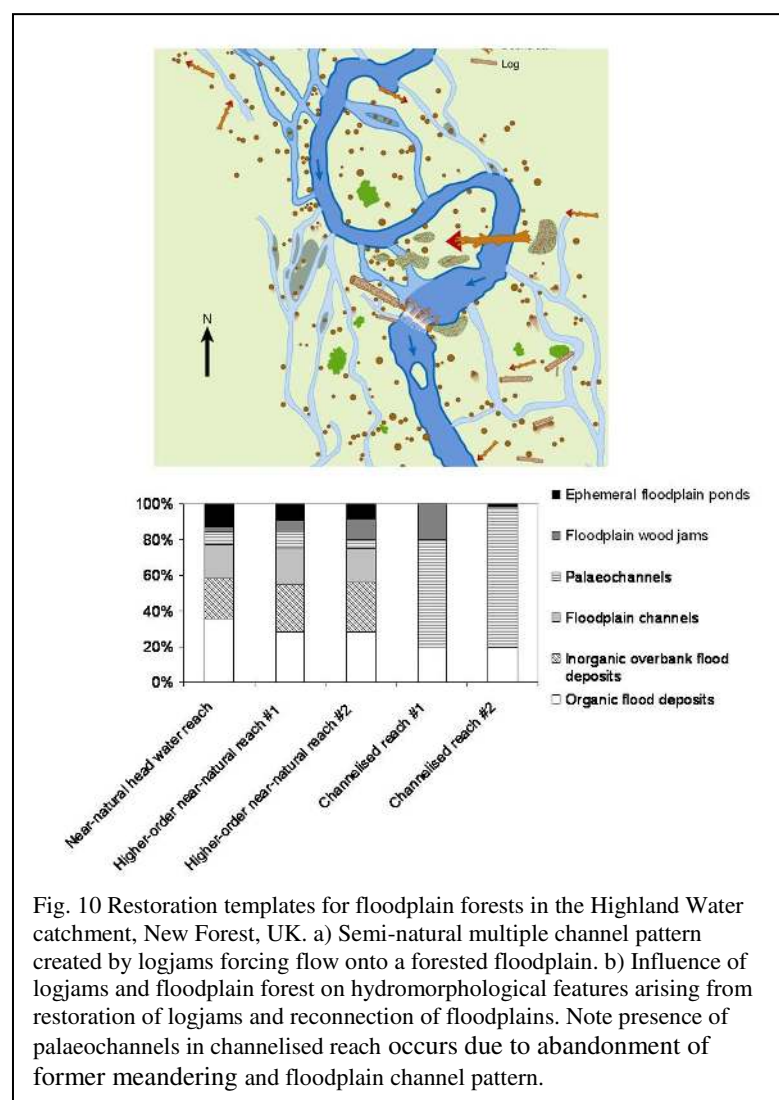 Log
N
100%
80%
60%
40%
20%
0%
Ephemeral floodplain ponds
Floodplain wood jams
Palaeochannels
Floodplain channels
Inorganic overbank flood
deposits
Organic flood deposits
Near-natural head water reach
Higher-order near-natural reach #1
Higher-order near-natural reach #2
Channelised reach #1
Channelised reach #2
Fig. 10 Restoration templates for floodplain forests in the Highland Water
catchment, New Forest, UK. a) Semi-natural multiple channel pattern
created by logjams forcing flow onto a forested floodplain. b) Influence of
logjams and floodplain forest on hydromorphological features arising from
restoration of logjams and reconnection of floodplains. Note presence of
palaeochannels in channelised reach occurs due to abandonment of
former meandering and floodplain channel pattern.